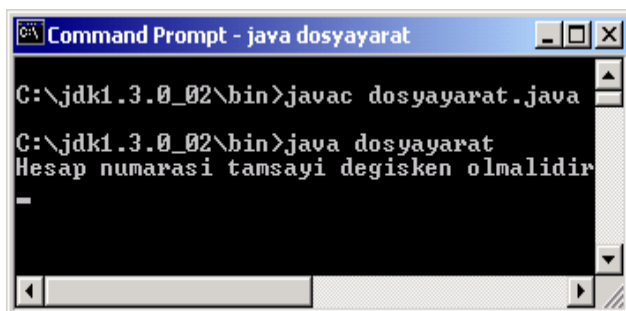 Command Prompt - java dosyayarat
C:\jdk1.3.0_02\bin>javac dosyayarat.java
C:\jdk1.3.0_02\bin>java dosyayarat
Hesap numarasi tamsayi degisken olmalidir